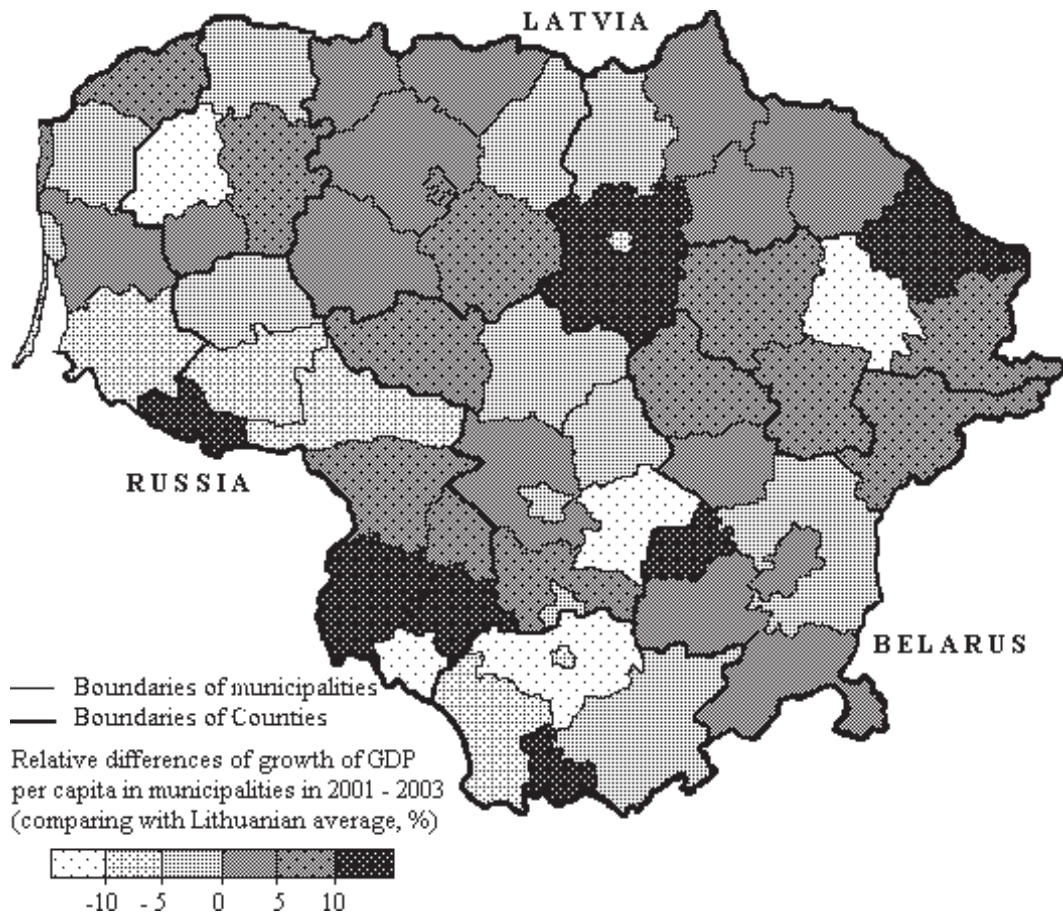 LATVIA
RUSSIA
BELARUS
Boundaries of municipalities
Boundaries of Counties
Relative differences of growth of GDP
per capita in municipalities in 2001 - 2003
(comparing with Lithuanian average, %)
-10 - 5 0 5 10